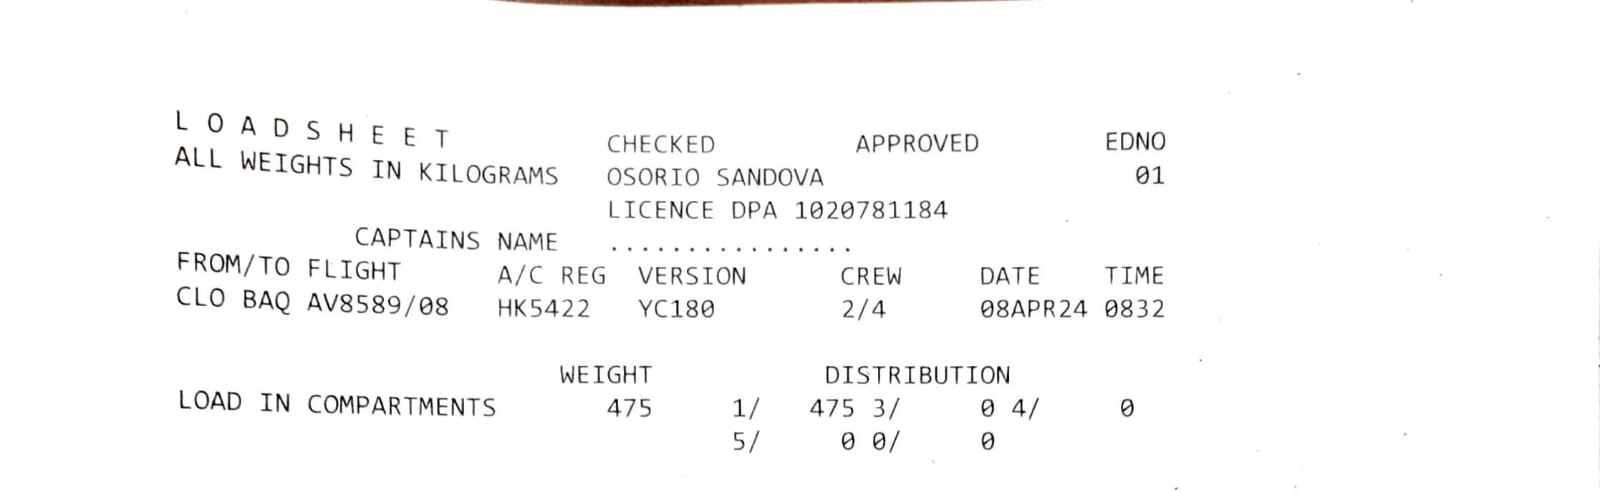 L O A D S H E E T CHECKED APPROVED EDNO
ALL WEIGHTS IN KILOGRAMS OSORIO SANDOVA 01
LICENCE DPA 1020781184
CAPTAINS NAME ................
FROM/TO FLIGHT A/C REG VERSION CREW DATE TIME
CLO BAQ AV8589/08 HK5422 YC180 2/4 08APR24 0832
WEIGHT DISTRIBUTION
LOAD IN COMPARTMENTS 475 1/ 475 3/ 0 4/ 0
5/ 0 0/ 0